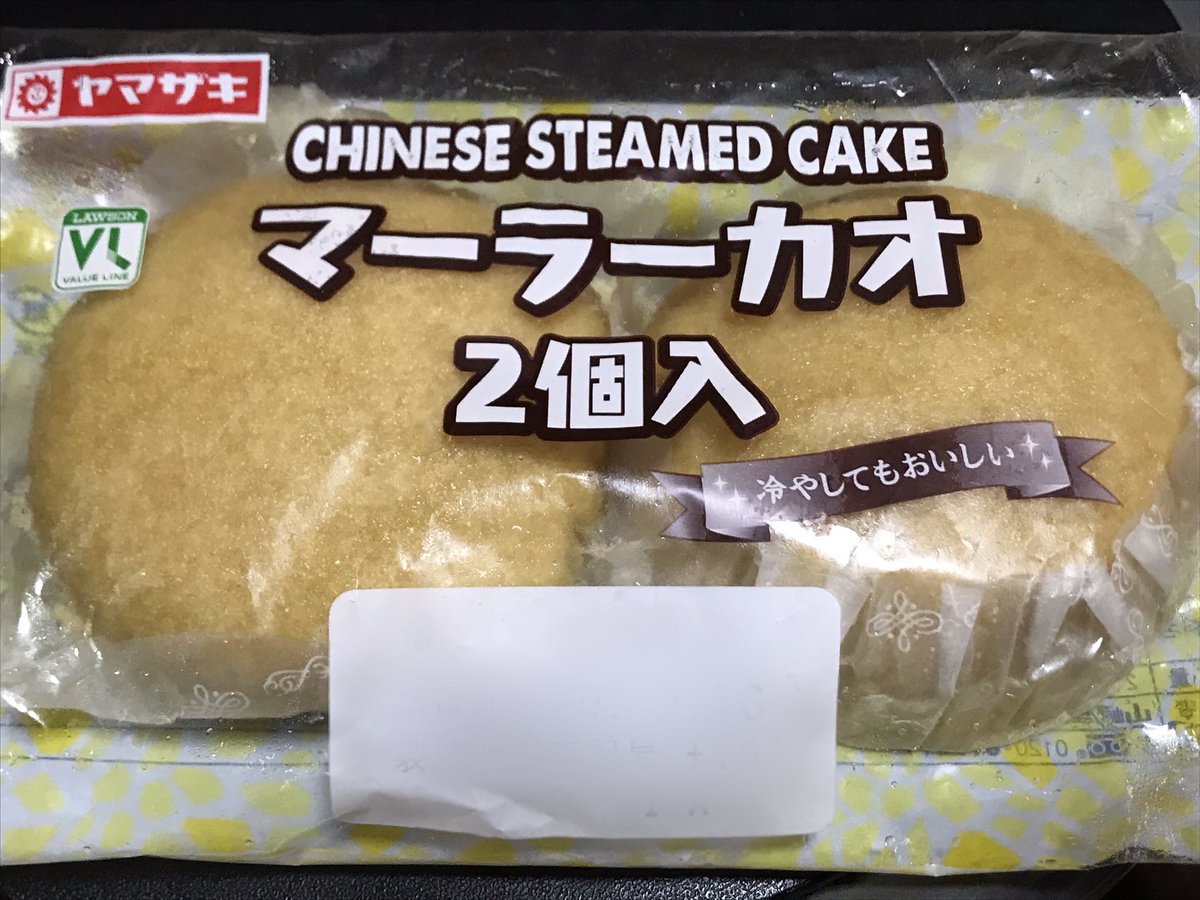 ヤマザキ
CHINESE STEAMED CAKE
マーラーカオ
LAWSON
VL
VALUE LINE
2個入
冷やしてもおいしい
0120